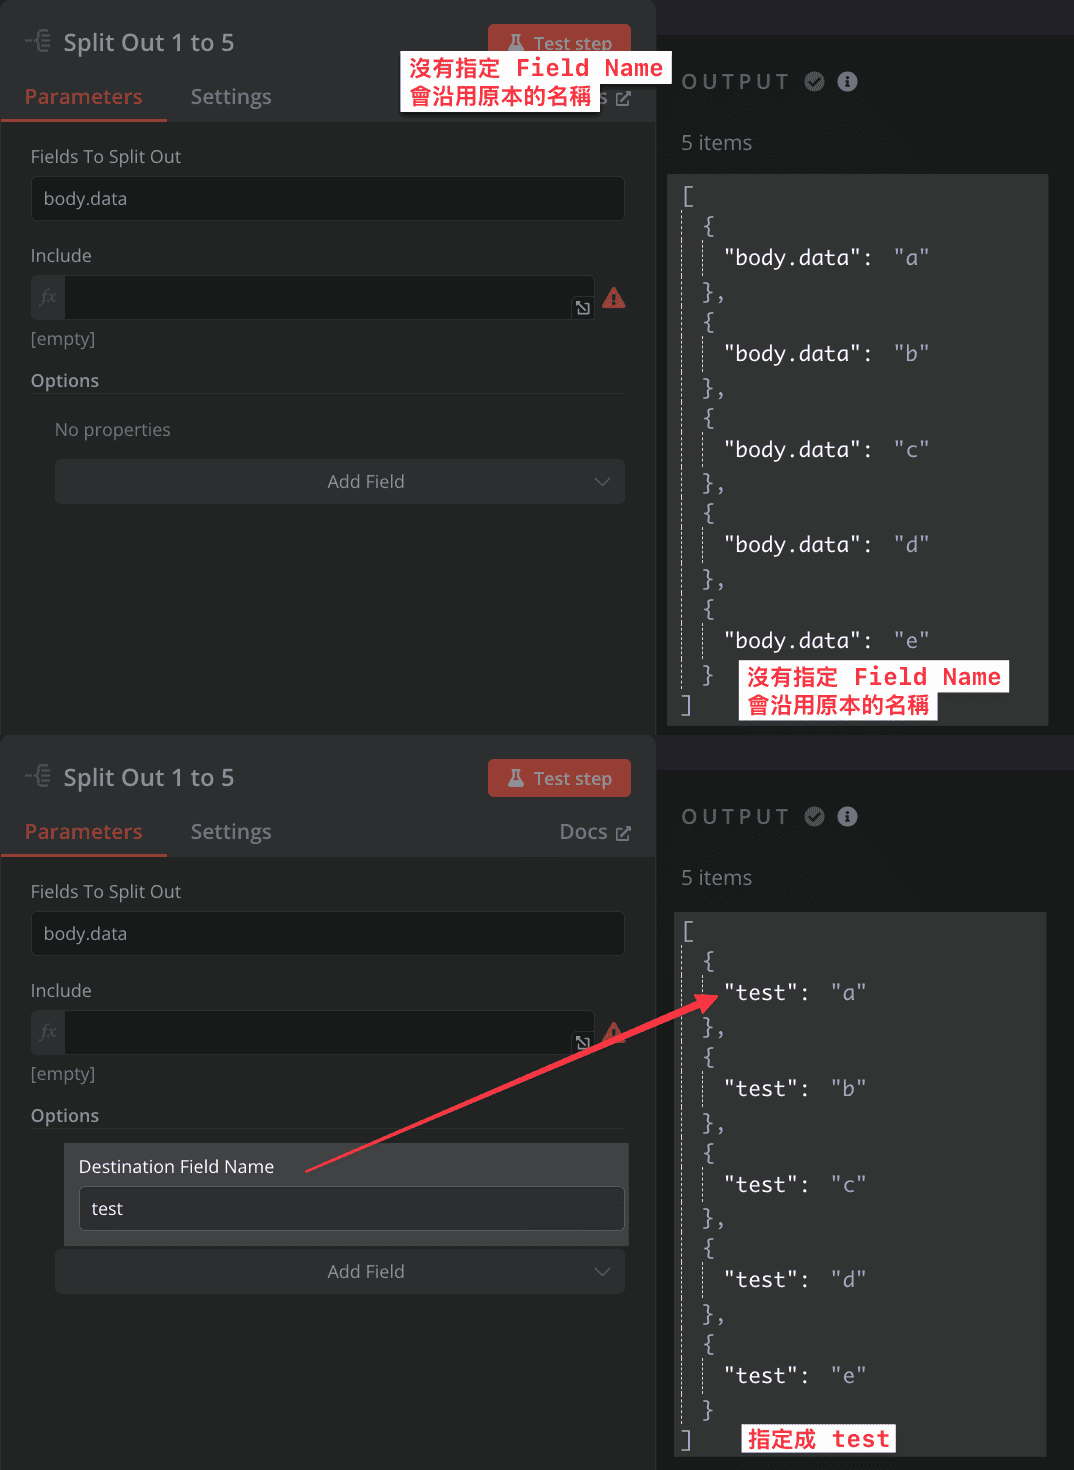 Split Out 1 to 5
Test step
沒有指定 Field Name
會沿用原本的名稱
Parameters
Settings
s
Fields To Split Out
body.data
Include
fx
[empty]
Options
No properties
Add Field
OUTPUT
5 items
[
{
"body.data": "a"
},
{
"body.data": "b"
},
{
"body.data": "c"
},
{
"body.data": "d"
},
{
"body.data": "e"
}
]
沒有指定 Field Name
會沿用原本的名稱
Split Out 1 to 5
Test step
Parameters
Settings
Docs
Fields To Split Out
body.data
Include
fx
[empty]
Options
Destination Field Name
test
Add Field
OUTPUT
5 items
[
{
"test": "a"
},
{
"test": "b"
},
{
"test": "c"
},
{
"test": "d"
},
{
"test": "e"
}
]
指定成 test